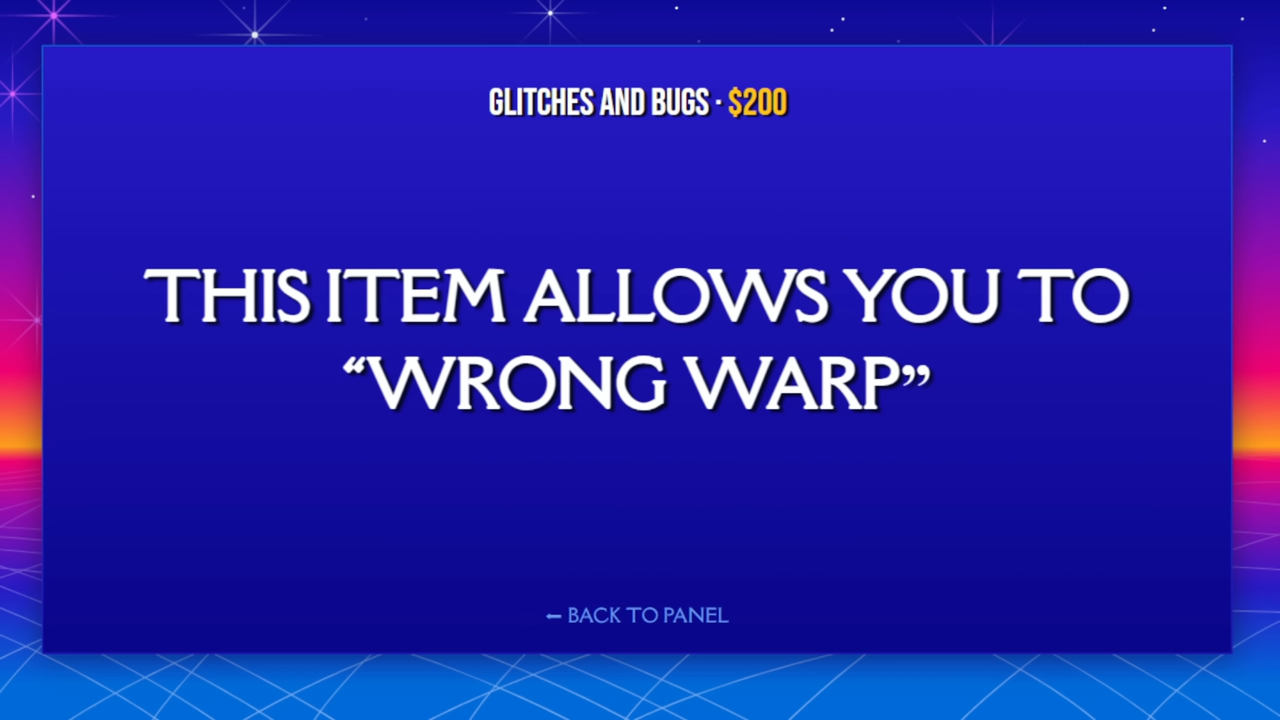 GLITCHES AND BUGS · $200
THIS ITEM ALLOWS YOU TO
“WRONG WARP”
← BACK TO PANEL